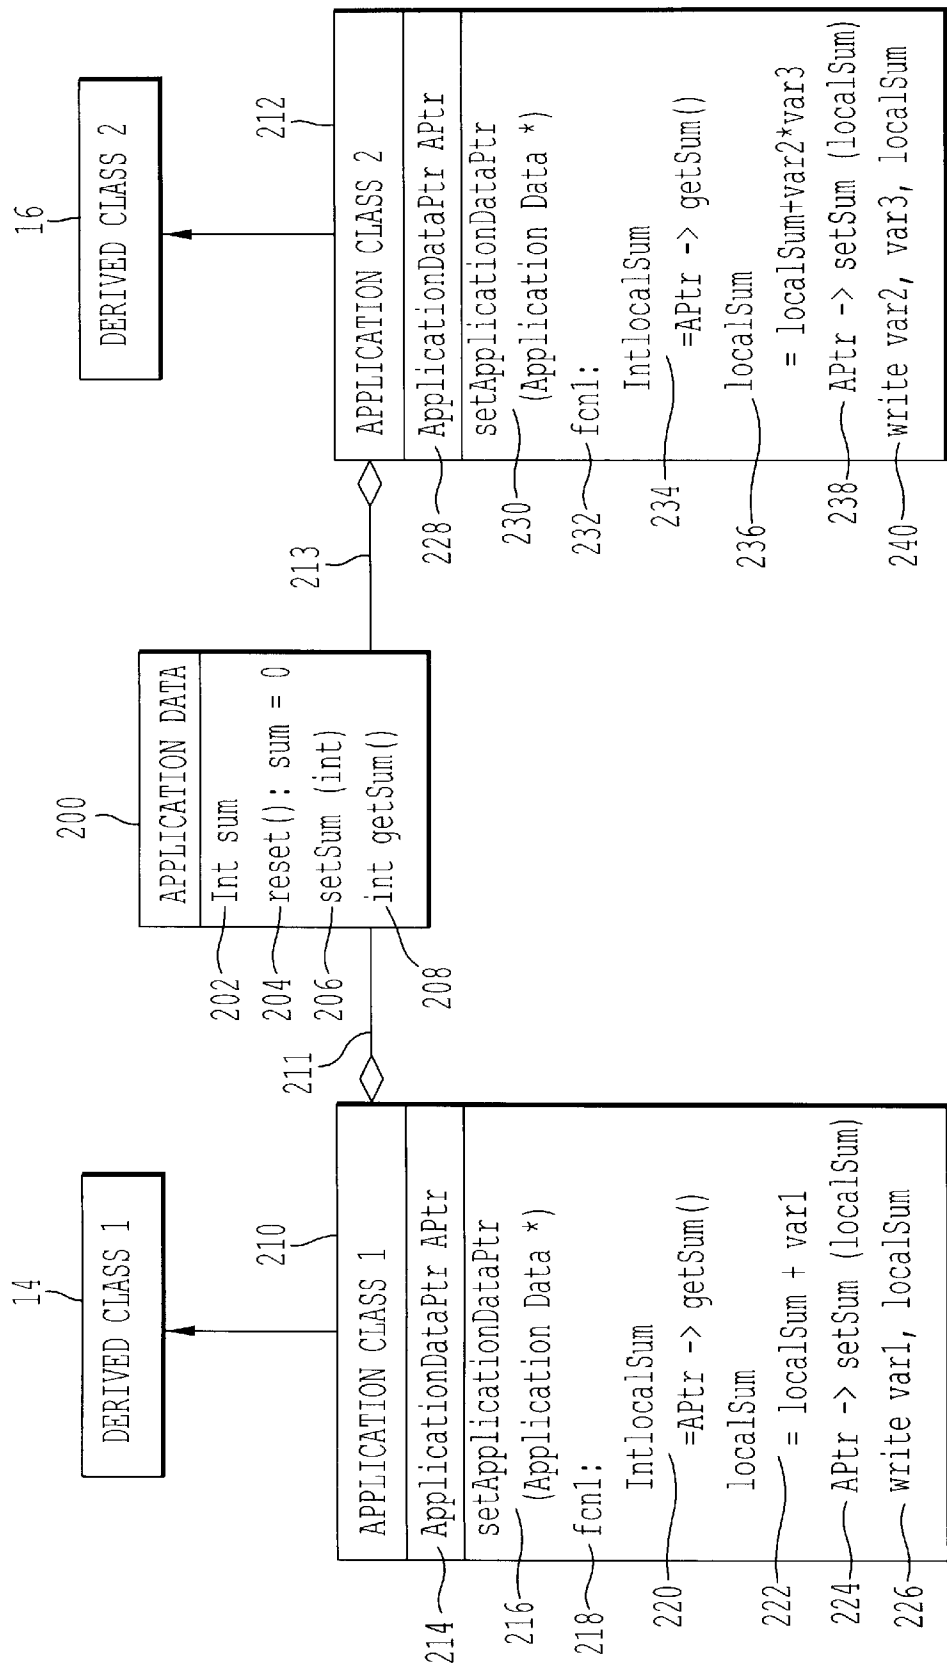 14
DERIVED CLASS 1
210
APPLICATION CLASS 1
214
ApplicationDataPtr APtr
setApplicationDataPtr
216
(Application Data *)
218
fcn1:
IntlocalSum
220
=APtr -> getSum()
localSum
222
= localSum + var1
224
APtr -> setSum (localSum)
226
write var1, localSum
211
200
APPLICATION DATA
202
Int sum
204
reset(): sum = 0
206
setSum (int)
208
int getSum()
213
16
DERIVED CLASS 2
212
APPLICATION CLASS 2
228
ApplicationDataPtr APtr
setApplicationDataPtr
230
(Application Data *)
232
fcn1:
IntlocalSum
234
=APtr -> getSum()
236
localSum
= localSum+var2*var3
238
APtr -> setSum (localSum)
240
write var2, var3, localSum